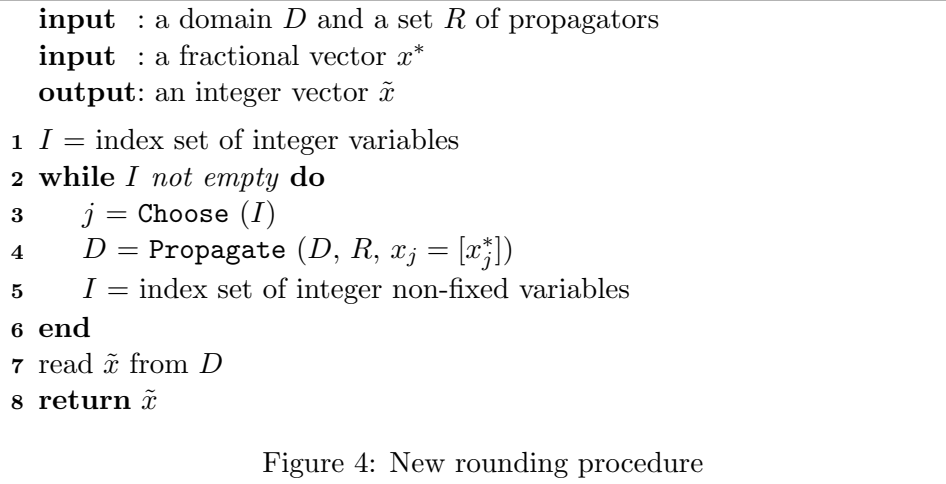 input : a domain D and a set R of propagators
input : a fractional vector x*
output: an integer vector x̃
1 I = index set of integer variables
2 while I not empty do
3 j = Choose (I)
4 D = Propagate (D, R, x_j = [x_j^*])
5 I = index set of integer non-fixed variables
6 end
7 read x̃ from D
8 return x̃
Figure 4: New rounding procedure